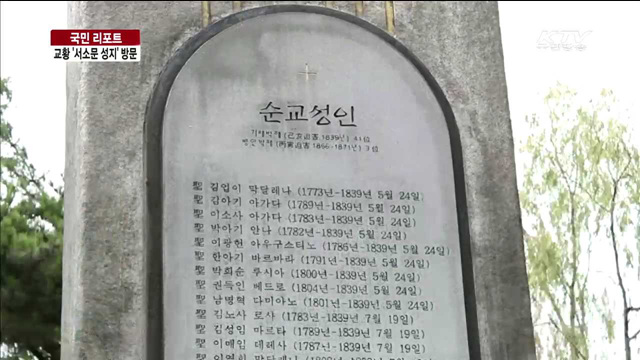 국민 리포트
교황 '서소문 성지' 방문
KTV
순교성인
기해박해 (己亥迫害 1839年) 41位
병인박해 (丙寅迫害 1866-1871年) 3位
聖 김업이 막달레나 (1773년-1839년 5월 24일)
聖 김아기 아가다 (1789년-1839년 5월 24일)
聖 이소사 아가다 (1783년-1839년 5월 24일)
聖 박아기 안나 (1782년-1839년 5월 24일)
聖 이광헌 아우구스티노 (1786년-1839년 5월 24일)
聖 한아기 바르바라 (1791년-1839년 5월 24일)
聖 박희순 루시아 (1800년-1839년 5월 24일)
聖 권득인 베드로 (1804년-1839년 5월 24일)
聖 남명혁 다미아노 (1801년-1839년 5월 24일)
聖 김노사 로사 (1783년-1839년 7월 19일)
聖 김성임 마르타 (1789년-1839년 7월 19일)
聖 이매임 데레사 (1787년-1839년 7월 19일)